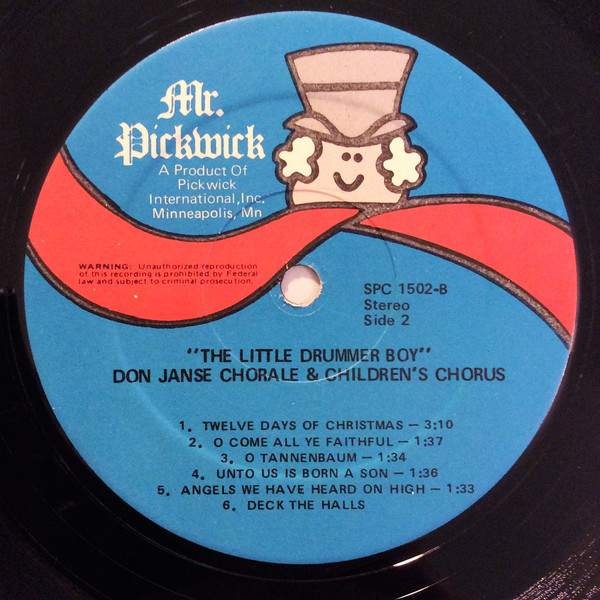 Mr.
Pickwick
A Product Of
Pickwick
International, Inc.
Minneapolis, Mn
WARNING: Unauthorized reproduction
of this recording is prohibited by Federal
law and subject to criminal prosecution.
SPC 1502-B
Stereo
Side 2
"THE LITTLE DRUMMER BOY"
DON JANSE CHORALE & CHILDREN'S CHORUS
1. TWELVE DAYS OF CHRISTMAS — 3:10
2. O COME ALL YE FAITHFUL — 1:37
3. O TANNENBAUM — 1:34
4. UNTO US IS BORN A SON — 1:36
5. ANGELS WE HAVE HEARD ON HIGH — 1:33
6. DECK THE HALLS